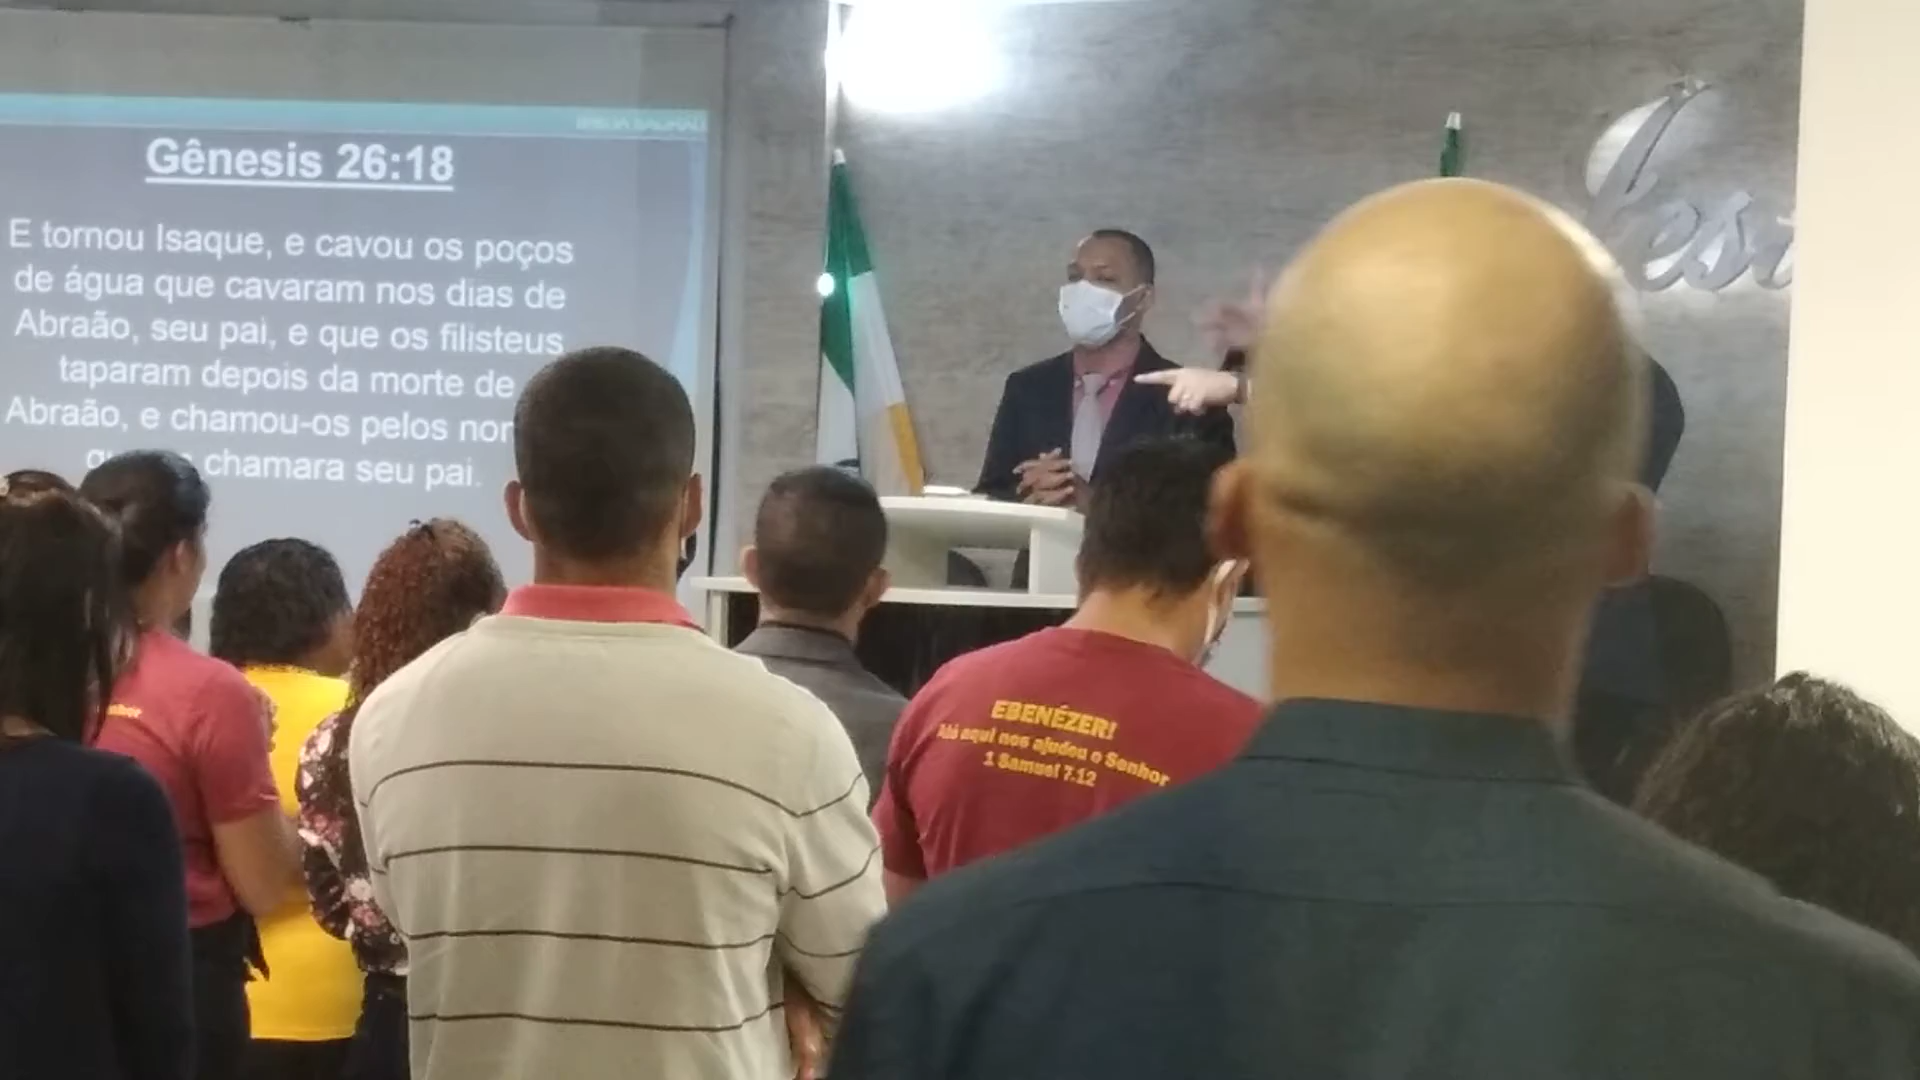 Gênesis 26:18
E tornou Isaque, e cavou os poços
de água que cavaram nos dias de
Abraão, seu pai, e que os filisteus
taparam depois da morte de
Abraão, e chamou-os pelos
chamara seu pai.
EBENÉZER!
Até aqui nos ajudou o Senhor
1 Samuel 7.12